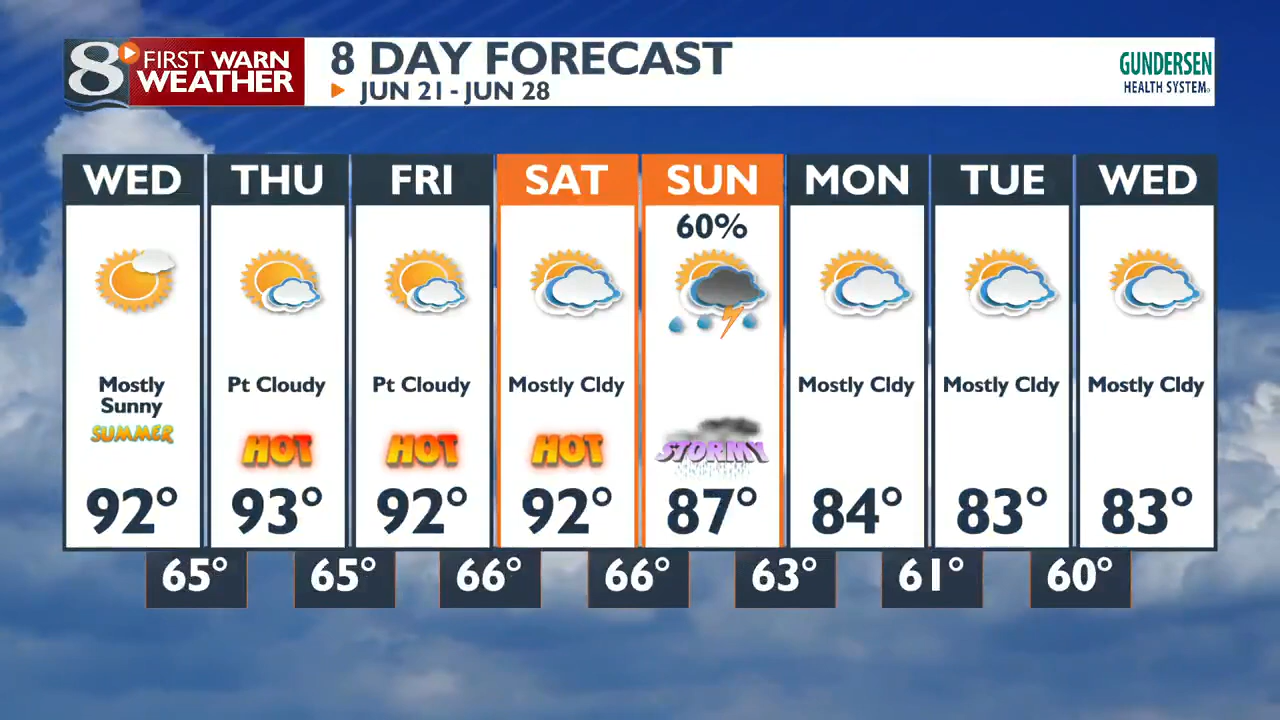 8 FIRST WARN
WEATHER
8 DAY FORECAST
JUN 21 - JUN 28
GUNDERSEN
HEALTH SYSTEM®
WED THU FRI SAT SUN MON TUE WED
60%
Mostly
Sunny
Pt Cloudy Pt Cloudy Mostly Cldy Mostly Cldy Mostly Cldy Mostly Cldy
SUMMER HOT HOT HOT STORMY
92° 93° 92° 92° 87° 84° 83° 83°
65° 65° 66° 66° 63° 61° 60°